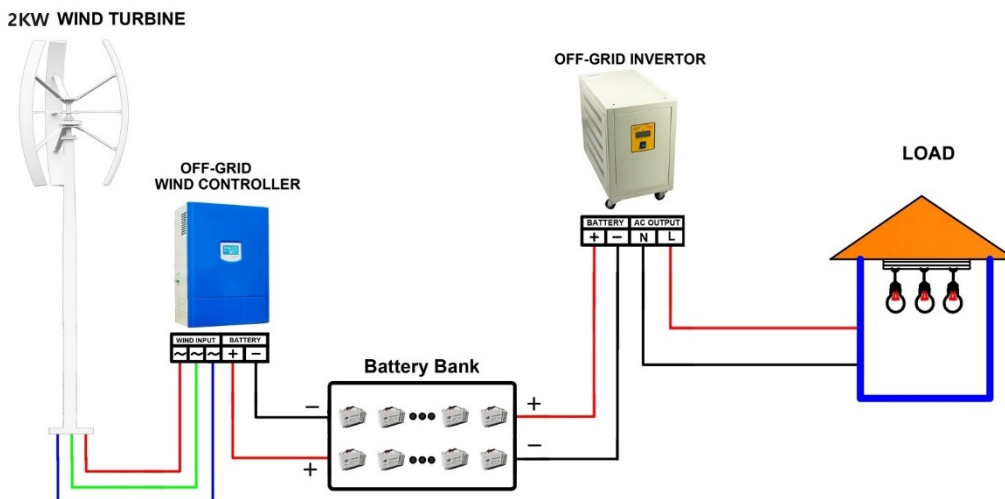 2KW WIND TURBINE
OFF-GRID INVERTOR
OFF-GRID
WIND CONTROLLER
LOAD
BATTERY AC OUTPUT
+ − N L
WIND INPUT BATTERY
~ ~ ~ + −
Battery Bank
− +
+ −